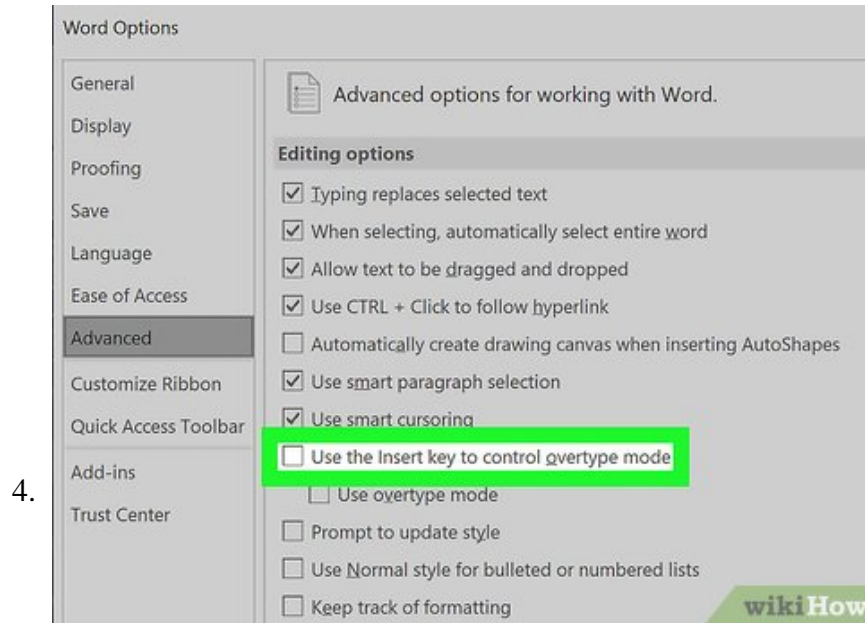 Word Options
General
Display
Proofing
Save
Language
Ease of Access
Advanced
Customize Ribbon
Quick Access Toolbar
Add-ins
Trust Center
Advanced options for working with Word.
Editing options
Typing replaces selected text
When selecting, automatically select entire word
Allow text to be dragged and dropped
Use CTRL + Click to follow hyperlink
Automatically create drawing canvas when inserting AutoShapes
Use smart paragraph selection
Use smart cursoring
Use the Insert key to control overtype mode
Use overtype mode
Prompt to update style
Use Normal style for bulleted or numbered lists
Keep track of formatting
4.
wikiHow